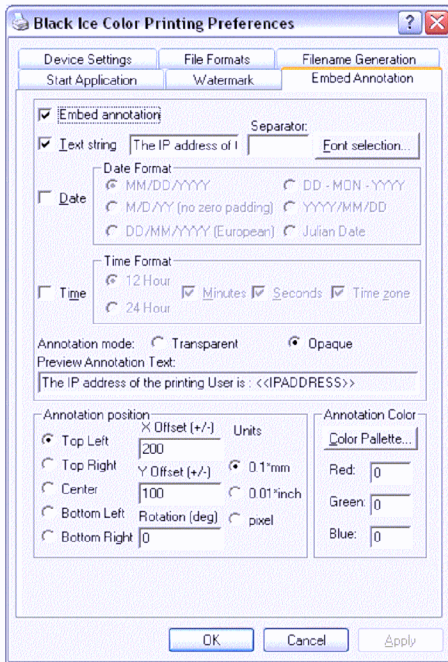 Black Ice Color Printing Preferences
Device Settings File Formats Filename Generation
Start Application Watermark Embed Annotation
Embed annotation
Separator:
Text string The IP address of Font selection...
Date Format
Date
MM/DD/YYYY DD - MON - YYYY
M/D/YY (no zero padding) YYYY/MM/DD
DD/MM/YYYY (European) Julian Date
Time Format
Time
12 Hour Minutes Seconds Time zone
24 Hour
Annotation mode: Transparent Opaque
Preview Annotation Text:
The IP address of the printing User is : <<IPADDRESS>>
Annotation position Annotation Color
X Offset (+/-) Units
Top Left 200 Color Pallette...
Top Right Y Offset (+/-) 0.1*mm Red: 0
Center 100 0.01*inch Green: 0
Bottom Left Rotation (deg) pixel Blue: 0
Bottom Right 0
OK Cancel Apply